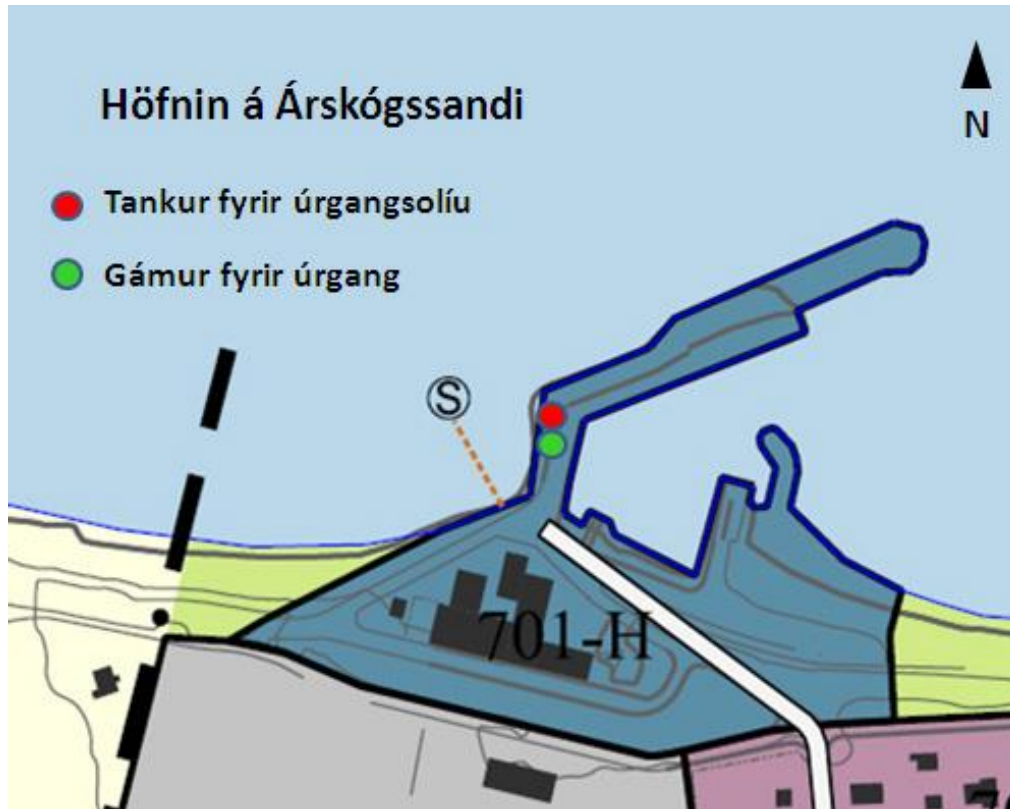 Höfnin á Árskógssandi
N
Tankur fyrir úrgangsolíu
Gámur fyrir úrgang
S
701-H